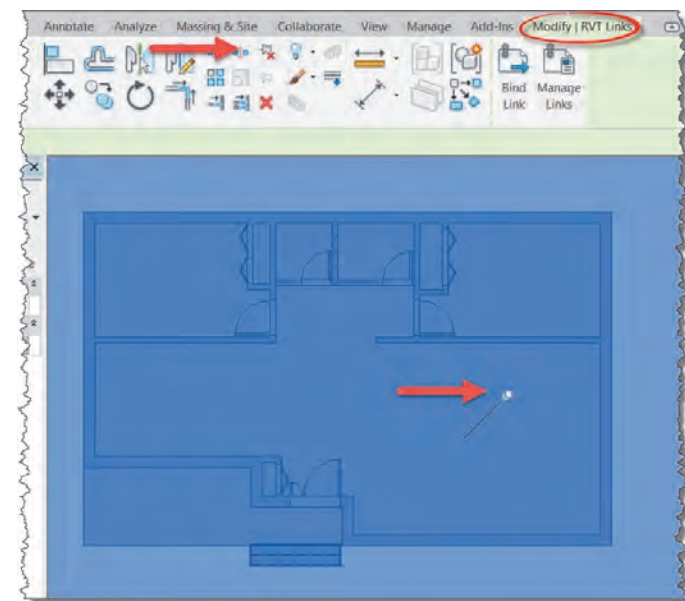 Annotate Analyze Massing & Site Collaborate View Manage Add-Ins Modify | RVT Links
Bind Manage
Link Links